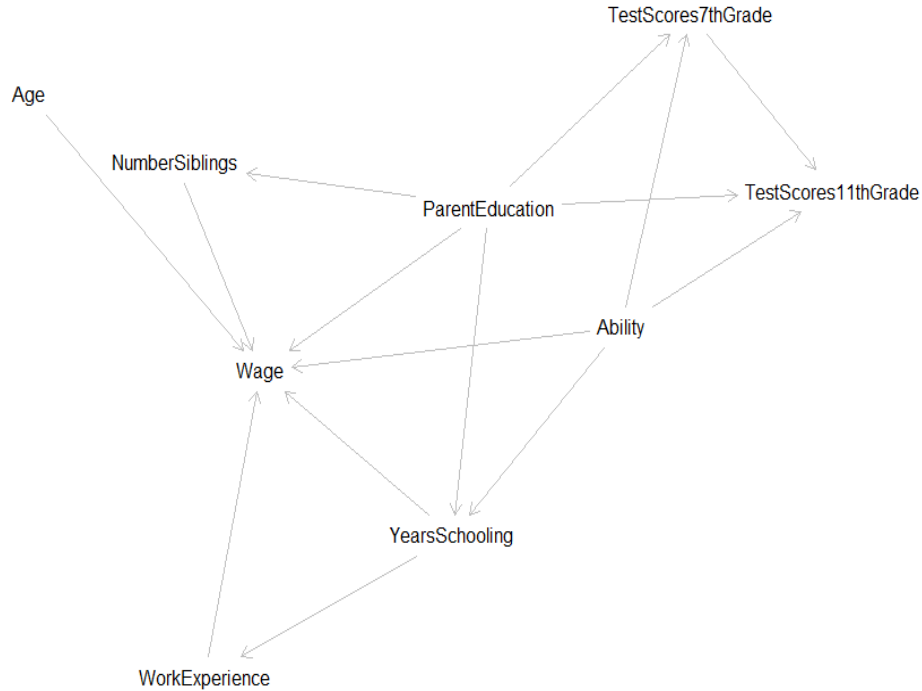 TestScores7thGrade
Age
NumberSiblings
TestScores11thGrade
ParentEducation
Ability
Wage
YearsSchooling
WorkExperience